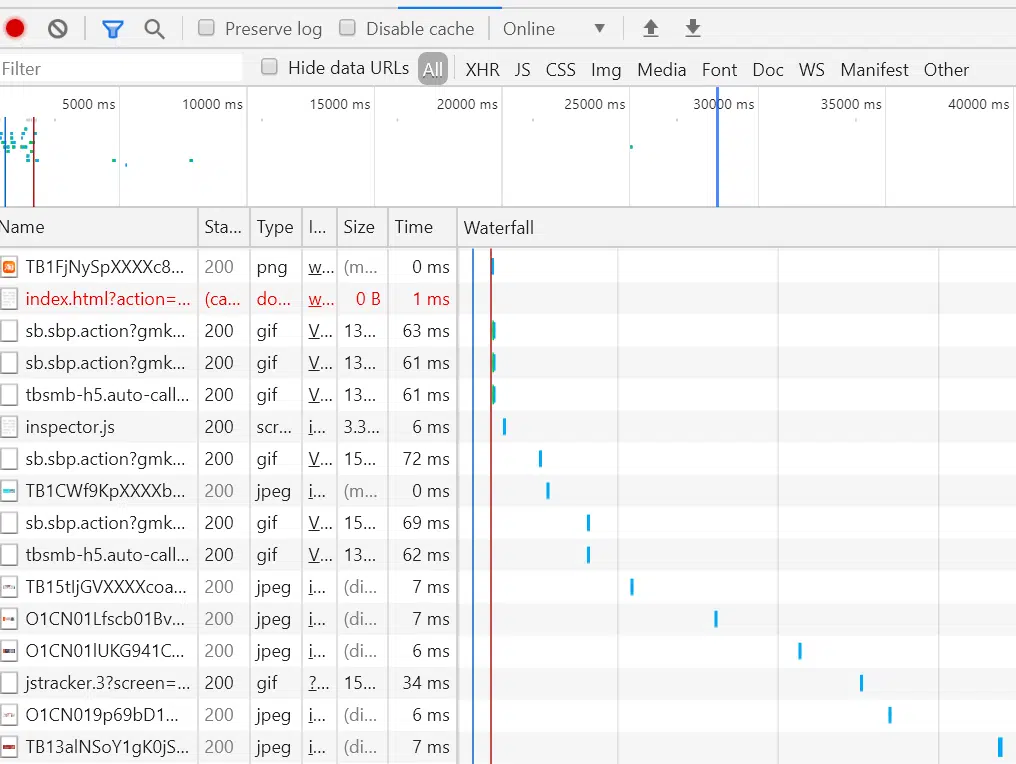 Preserve log Disable cache Online
Filter Hide data URLs All XHR JS CSS Img Media Font Doc WS Manifest Other
5000 ms 10000 ms 15000 ms 20000 ms 25000 ms 30000 ms 35000 ms 40000 ms
Name Sta... Type I... Size Time Waterfall
TB1FjNySpXXXXc8... 200 png w... (m... 0 ms
index.html?action=... (ca... do... w... 0 B 1 ms
sb.sbp.action?gmk... 200 gif V... 13... 63 ms
sb.sbp.action?gmk... 200 gif V... 13... 61 ms
tbsmb-h5.auto-call... 200 gif V... 13... 61 ms
inspector.js 200 scr... i... 3.3... 6 ms
sb.sbp.action?gmk... 200 gif V... 15... 72 ms
TB1CWf9KpXXXXb... 200 jpeg i... (m... 0 ms
sb.sbp.action?gmk... 200 gif V... 15... 69 ms
tbsmb-h5.auto-call... 200 gif V... 13... 62 ms
TB15tIjGVXXXXcoa... 200 jpeg i... (di... 7 ms
O1CN01Lfscb01Bv... 200 jpeg i... (di... 7 ms
O1CN01lUKG941C... 200 jpeg i... (di... 6 ms
jstracker.3?screen=... 200 gif ?... 15... 34 ms
O1CN019p69bD1... 200 jpeg i... (di... 6 ms
TB13alNSoY1gK0jS... 200 jpeg i... (di... 7 ms